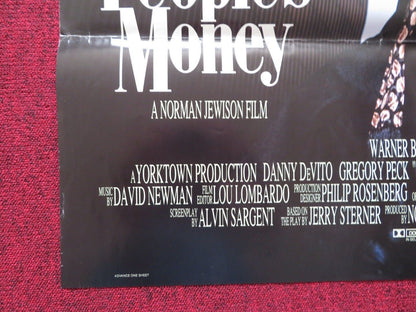 People's
Money
A NORMAN JEWISON FILM
WARNER B
A YORKTOWN PRODUCTION DANNY DeVITO GREGORY PECK
MUSIC BY DAVID NEWMAN FILM EDITOR LOU LOMBARDO PRODUCTION DESIGNER PHILIP ROSENBERG
SCREENPLAY BY ALVIN SARGENT BASED ON THE PLAY BY JERRY STERNER PRODUCED BY NO
ADVANCE ONE SHEET